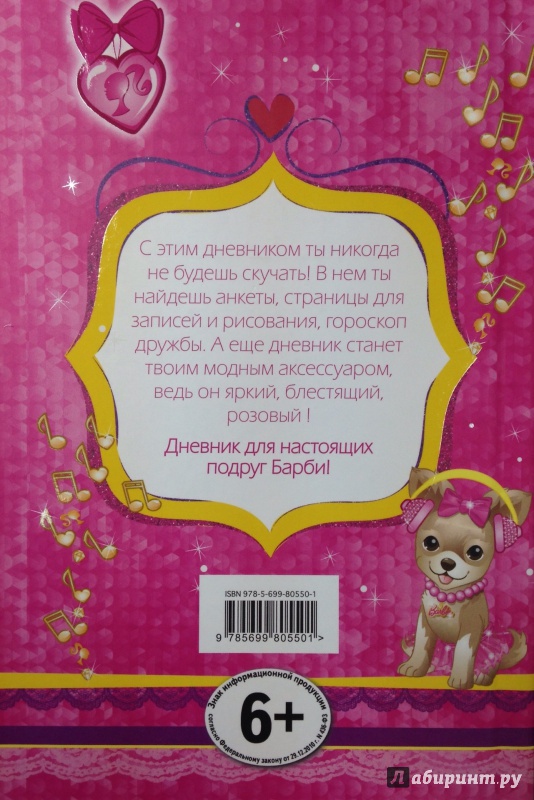 С этим дневником ты никогда
не будешь скучать! В нем ты
найдешь анкеты, страницы для
записей и рисования, гороскоп
дружбы. А еще дневник станет
твоим модным аксессуаром,
ведь он яркий, блестящий,
розовый !
Дневник для настоящих
подруг Барби!
Barbie
ISBN 978-5-699-80550-1
9 785699 805501 >
Знак информационной продукции
6+
согласно Федеральному закону от 29.12.2010 г. N 436-ФЗ
Лабиринт.ру